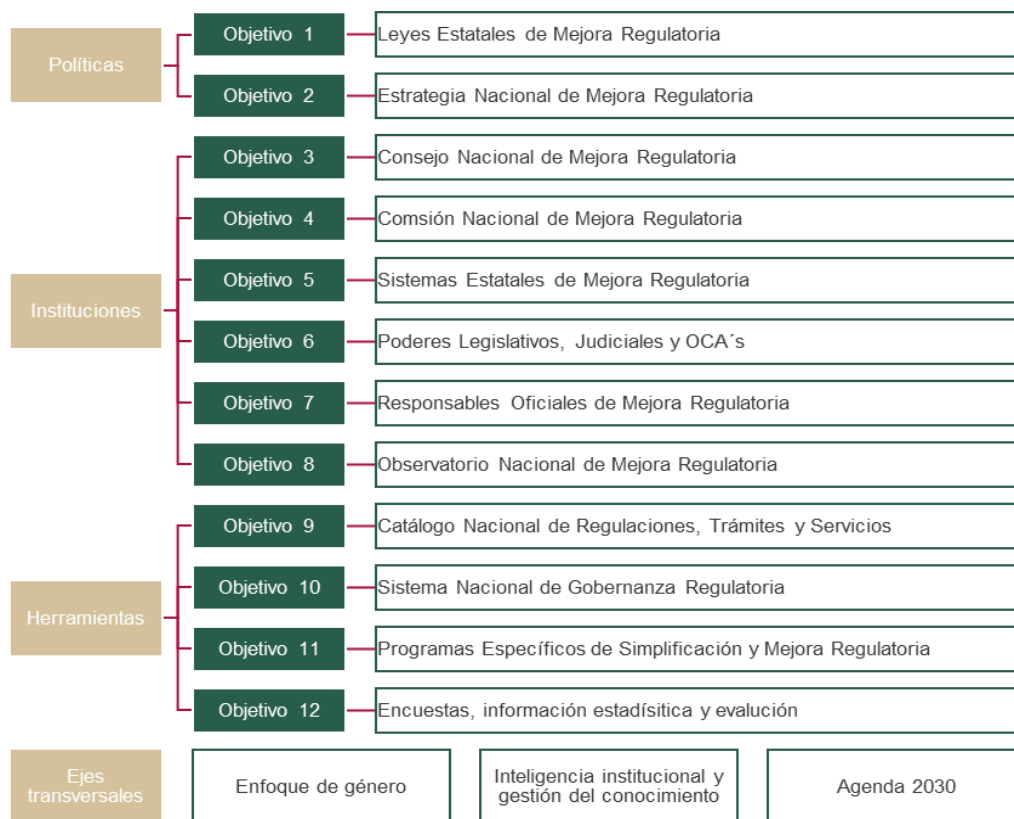 Políticas
Objetivo 1
Leyes Estatales de Mejora Regulatoria
Objetivo 2
Estrategia Nacional de Mejora Regulatoria
Instituciones
Objetivo 3
Consejo Nacional de Mejora Regulatoria
Objetivo 4
Comsión Nacional de Mejora Regulatoria
Objetivo 5
Sistemas Estatales de Mejora Regulatoria
Objetivo 6
Poderes Legislativos, Judiciales y OCA´s
Objetivo 7
Responsables Oficiales de Mejora Regulatoria
Objetivo 8
Observatorio Nacional de Mejora Regulatoria
Herramientas
Objetivo 9
Catálogo Nacional de Regulaciones, Trámites y Servicios
Objetivo 10
Sistema Nacional de Gobernanza Regulatoria
Objetivo 11
Programas Específicos de Simplificación y Mejora Regulatoria
Objetivo 12
Encuestas, información estadísitica y evalución
Ejes
transversales
Enfoque de género
Inteligencia institucional y
gestión del conocimiento
Agenda 2030